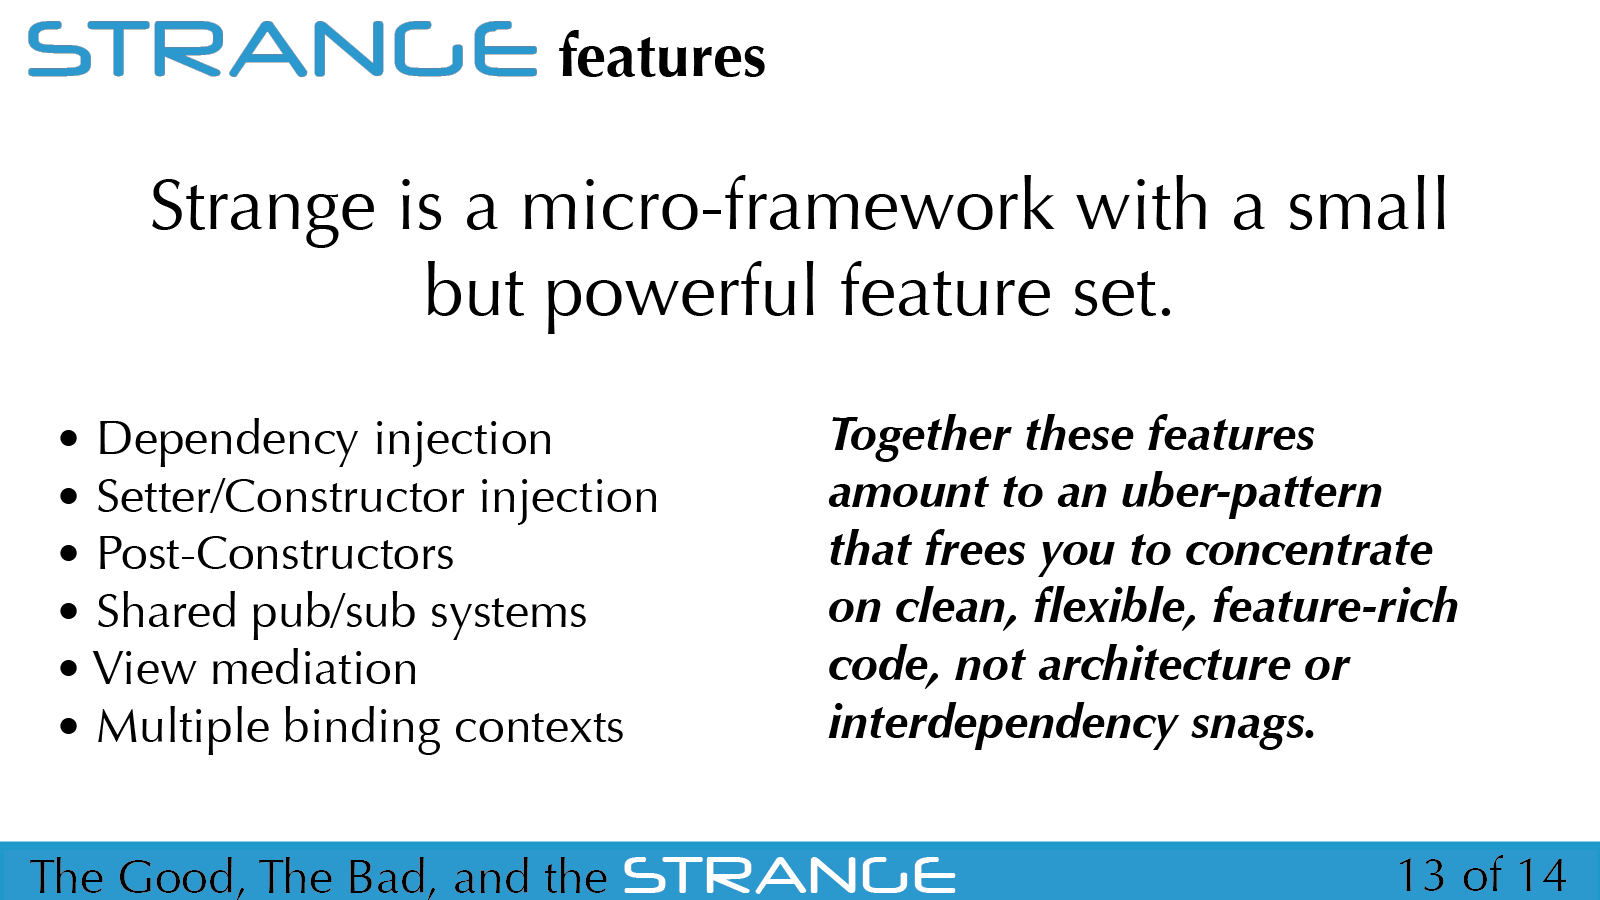 STRANGE features
Strange is a micro-framework with a small
but powerful feature set.
• Dependency injection
• Setter/Constructor injection
• Post-Constructors
• Shared pub/sub systems
• View mediation
• Multiple binding contexts
Together these features
amount to an uber-pattern
that frees you to concentrate
on clean, flexible, feature-rich
code, not architecture or
interdependency snags.
The Good, The Bad, and the STRANGE
13 of 14